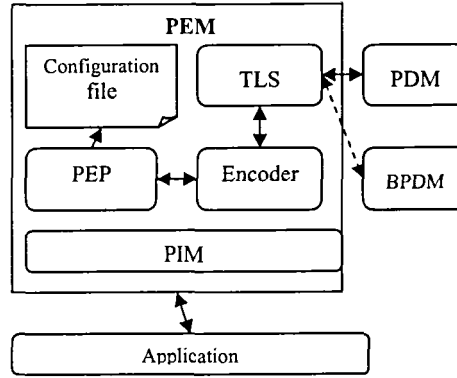 PEM
Configuration
file
TLS
PDM
PEP
Encoder
BPDM
PIM
Application